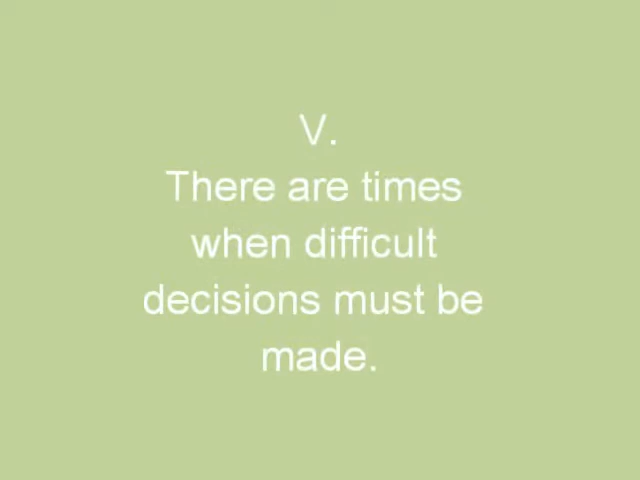 V.
There are times
when difficult
decisions must be
made.